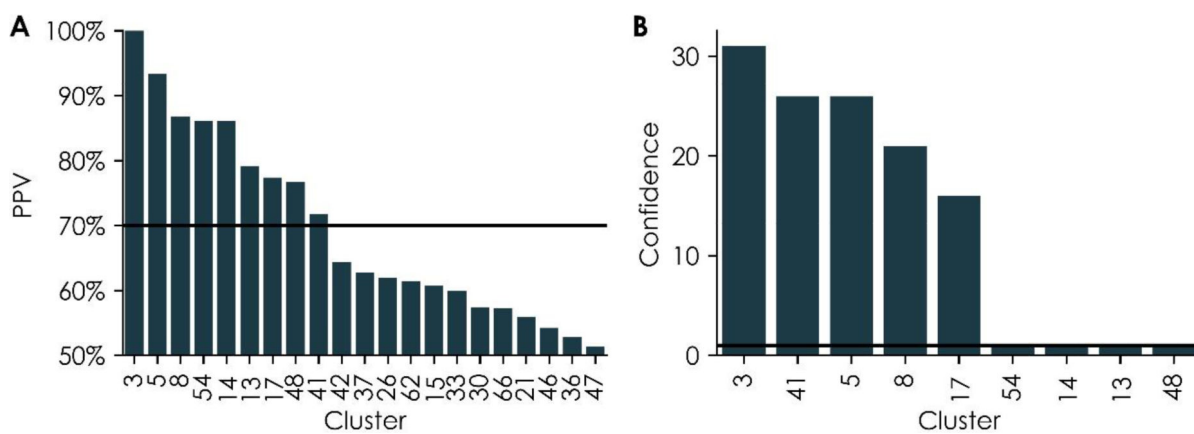 A
100%
90%
80%
70%
60%
50%
PPV
3 5 8 54 14 13 17 48 41 42 37 26 62 15 33 30 66 21 46 36 47
Cluster
B
30
20
10
0
Confidence
3 41 5 8 17 54 14 13 48
Cluster